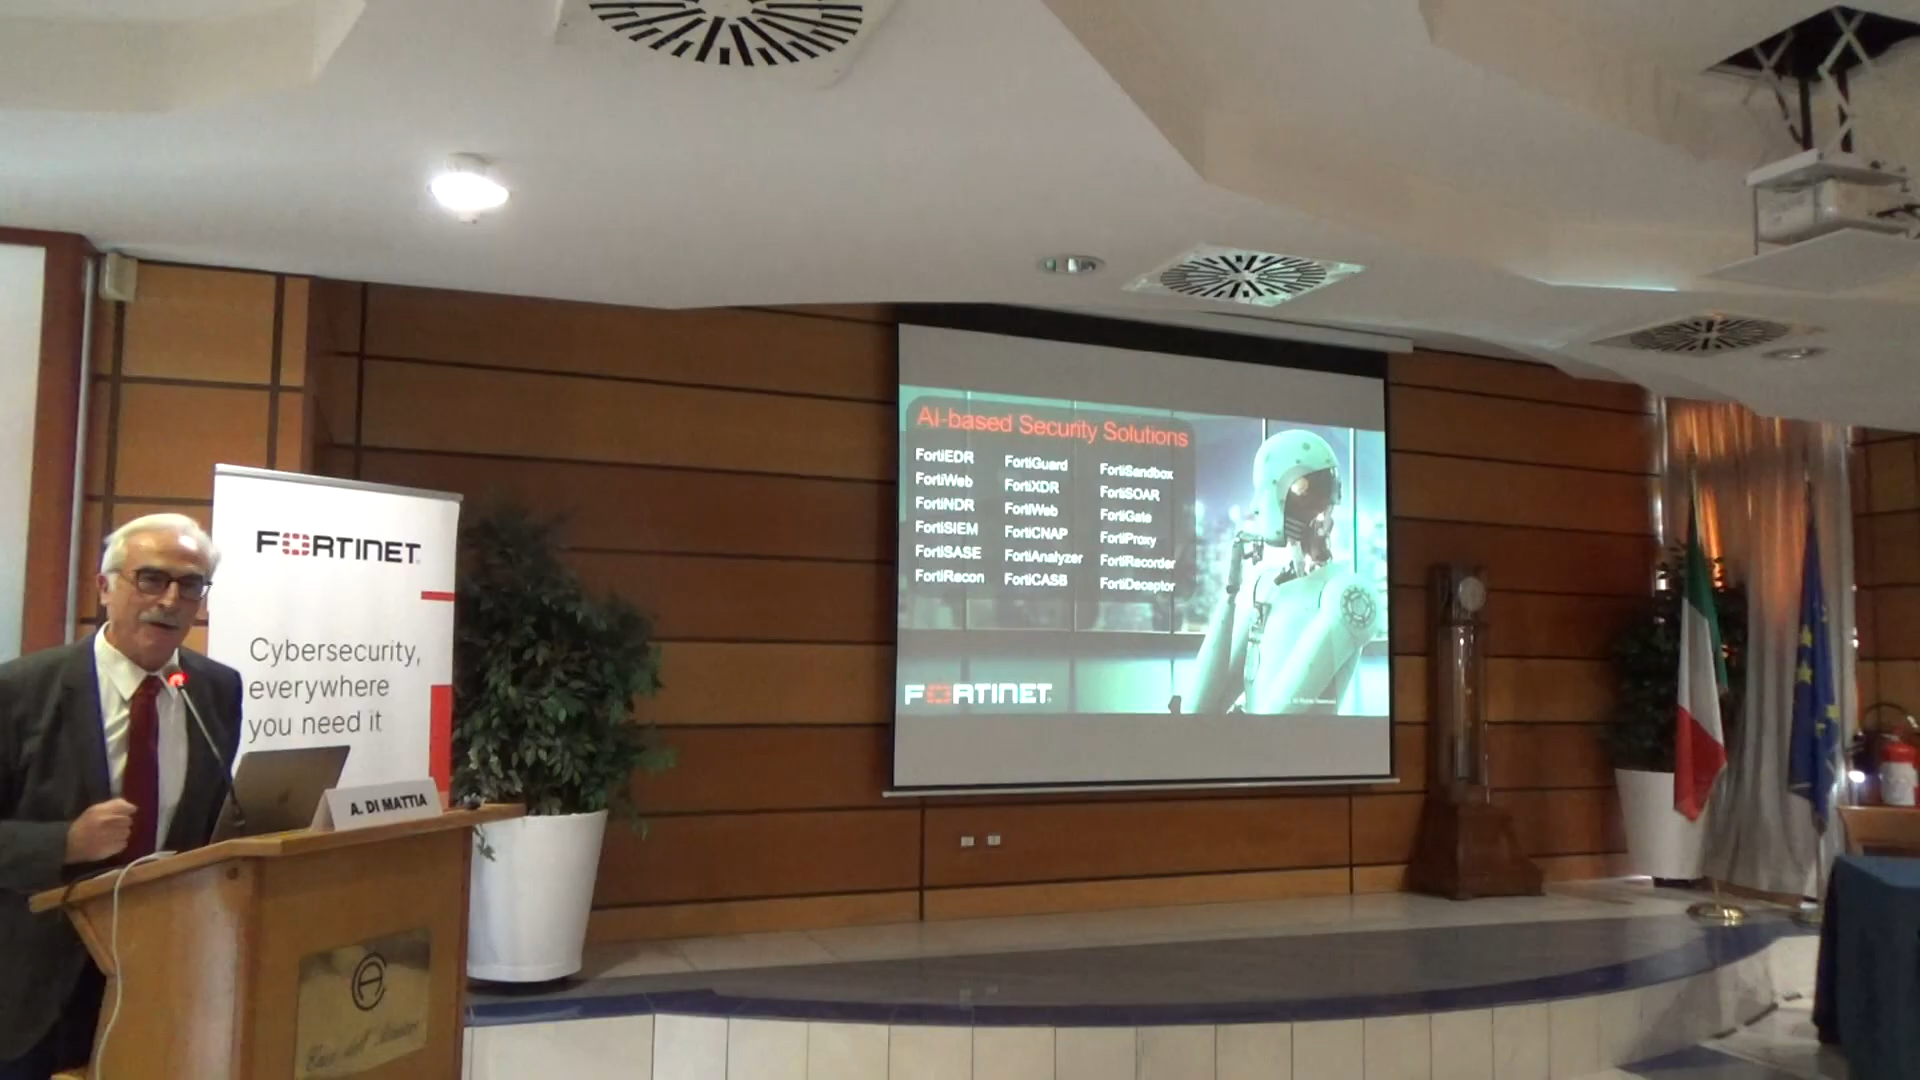 AI-based Security Solutions
FortiEDR
FortiWeb
FortiNDR
FortiSIEM
FortiSASE
FortiRecon
FortiGuard
FortiXDR
FortiWeb
FortiCNAP
FortiAnalyzer
FortiCASB
FortiSandbox
FortiSOAR
FortiGate
FortiProxy
FortiRecorder
FortiDeceptor
FORTINET
FORTINET
Cybersecurity,
everywhere
you need it
A. DI MATTIA